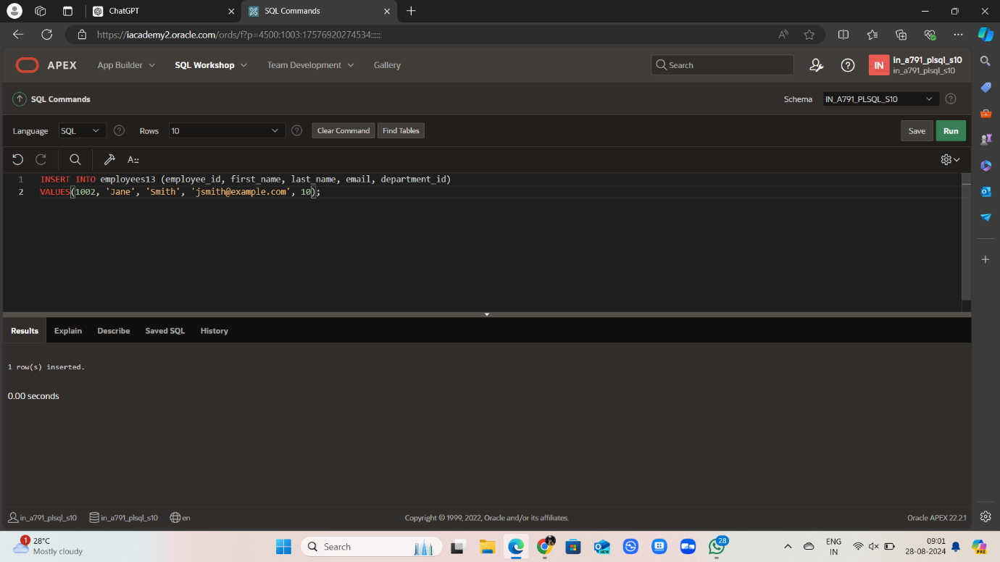 ChatGPT
SQL Commands
https://iacademy2.oracle.com/ords/f?p=4500:1003:17576920274534:::::
APEX App Builder SQL Workshop Team Development Gallery Search IN in_a791_plsql_s10
in_a791_plsql_s10
SQL Commands Schema IN_A791_PLSQL_S10
Language SQL Rows 10 Clear Command Find Tables Save Run
A::
1 INSERT INTO employees13 (employee_id, first_name, last_name, email, department_id)
2 VALUES(1002, 'Jane', 'Smith', 'jsmith@example.com', 10);
Results Explain Describe Saved SQL History
1 row(s) inserted.
0.00 seconds
in_a791_plsql_s10 in_a791_plsql_s10 en Copyright © 1999, 2022, Oracle and/or its affiliates. Oracle APEX 22.2.1
1 28°C
Mostly cloudy
Search
NEW
28
ENG
IN
09:01
28-08-2024
PRE